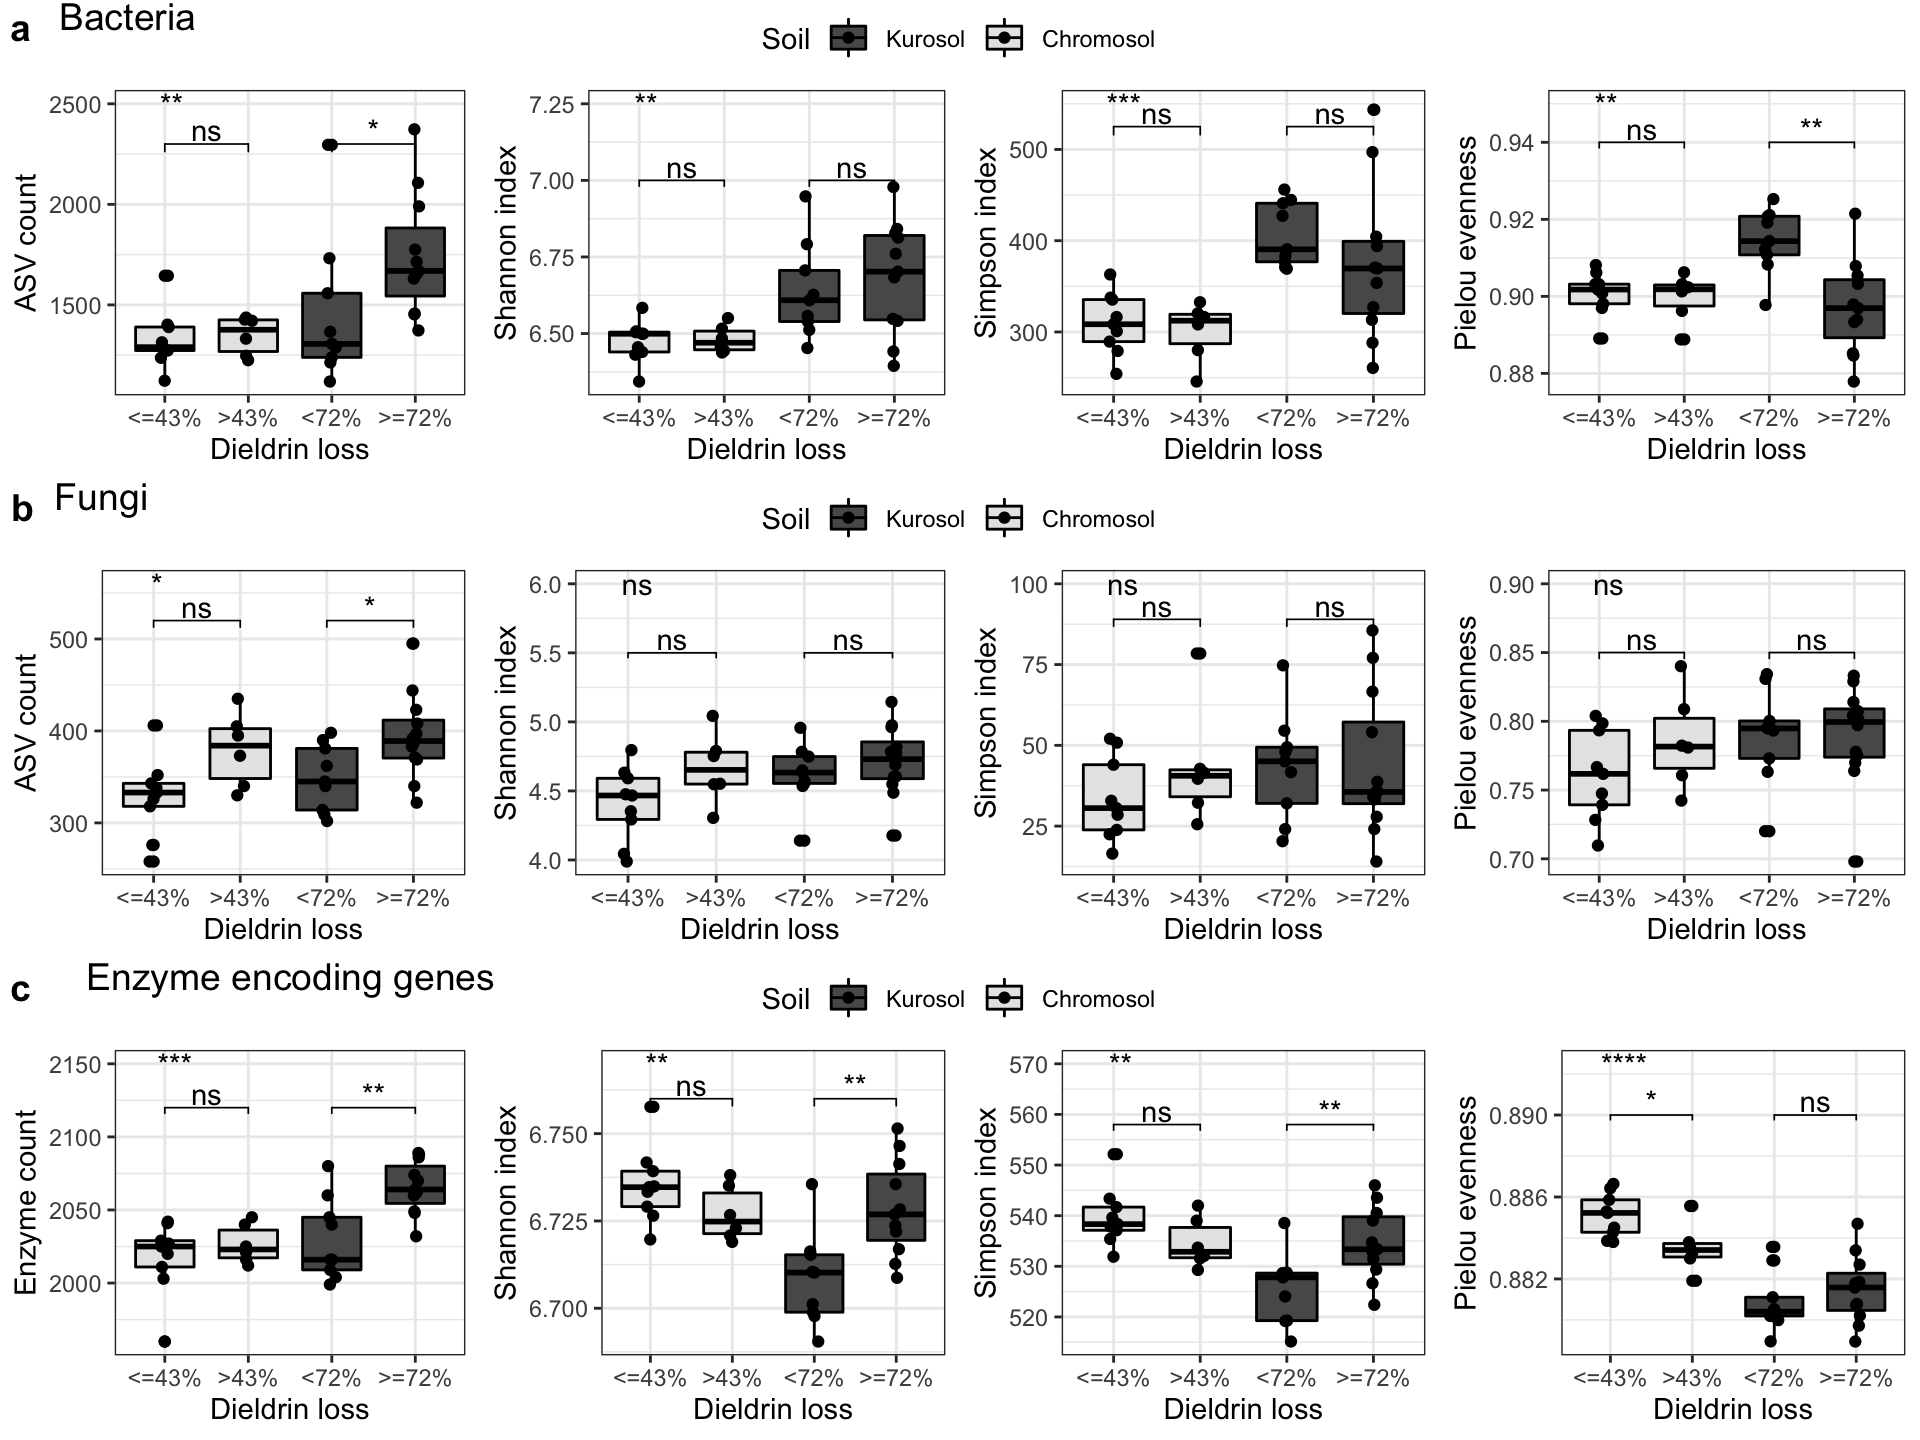 a Bacteria
Soil Kurosol Chromosol
ASV count
2500
2000
1500
**
ns
*
<=43% >43% <72% >=72%
Dieldrin loss
Shannon index
7.25
7.00
6.75
6.50
**
ns
ns
<=43% >43% <72% >=72%
Dieldrin loss
Simpson index
500
400
300
***
ns
ns
<=43% >43% <72% >=72%
Dieldrin loss
Pielou evenness
0.94
0.92
0.90
0.88
**
ns
**
<=43% >43% <72% >=72%
Dieldrin loss
b Fungi
Soil Kurosol Chromosol
ASV count
500
400
300
*
ns
*
<=43% >43% <72% >=72%
Dieldrin loss
Shannon index
6.0
5.5
5.0
4.5
4.0
ns
ns
ns
<=43% >43% <72% >=72%
Dieldrin loss
Simpson index
100
75
50
25
ns
ns
ns
<=43% >43% <72% >=72%
Dieldrin loss
Pielou evenness
0.90
0.85
0.80
0.75
0.70
ns
ns
ns
<=43% >43% <72% >=72%
Dieldrin loss
c Enzyme encoding genes
Soil Kurosol Chromosol
Enzyme count
2150
2100
2050
2000
***
ns
**
<=43% >43% <72% >=72%
Dieldrin loss
Shannon index
6.750
6.725
6.700
**
ns
**
<=43% >43% <72% >=72%
Dieldrin loss
Simpson index
570
560
550
540
530
520
**
ns
**
<=43% >43% <72% >=72%
Dieldrin loss
Pielou evenness
0.890
0.886
0.882
****
*
ns
<=43% >43% <72% >=72%
Dieldrin loss